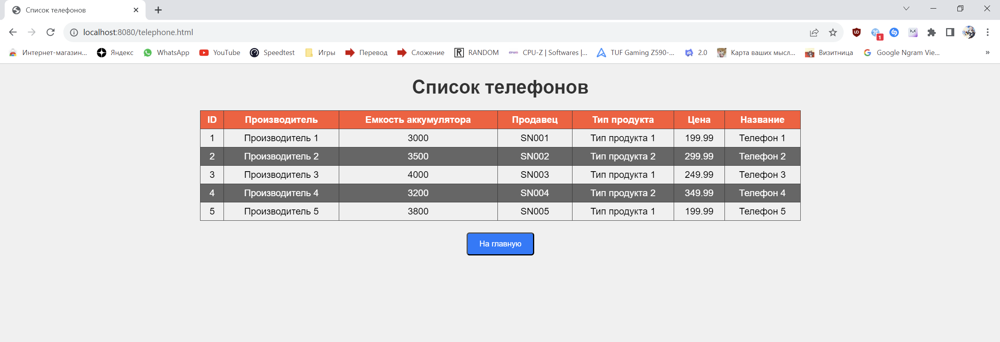 Список телефонов
localhost:8080/telephone.html
1
Интернет-магазин... Яндекс WhatsApp YouTube Speedtest Игры Перевод Сложение RANDOM CPU-Z | Softwares |... TUF Gaming Z590-... 2.0 Карта ваших мысл... Визитница Google Ngram Vie... »
Список телефонов
ID Производитель Емкость аккумулятора Продавец Тип продукта Цена Название
1 Производитель 1 3000 SN001 Тип продукта 1 199.99 Телефон 1
2 Производитель 2 3500 SN002 Тип продукта 2 299.99 Телефон 2
3 Производитель 3 4000 SN003 Тип продукта 1 249.99 Телефон 3
4 Производитель 4 3200 SN004 Тип продукта 2 349.99 Телефон 4
5 Производитель 5 3800 SN005 Тип продукта 1 199.99 Телефон 5
На главную